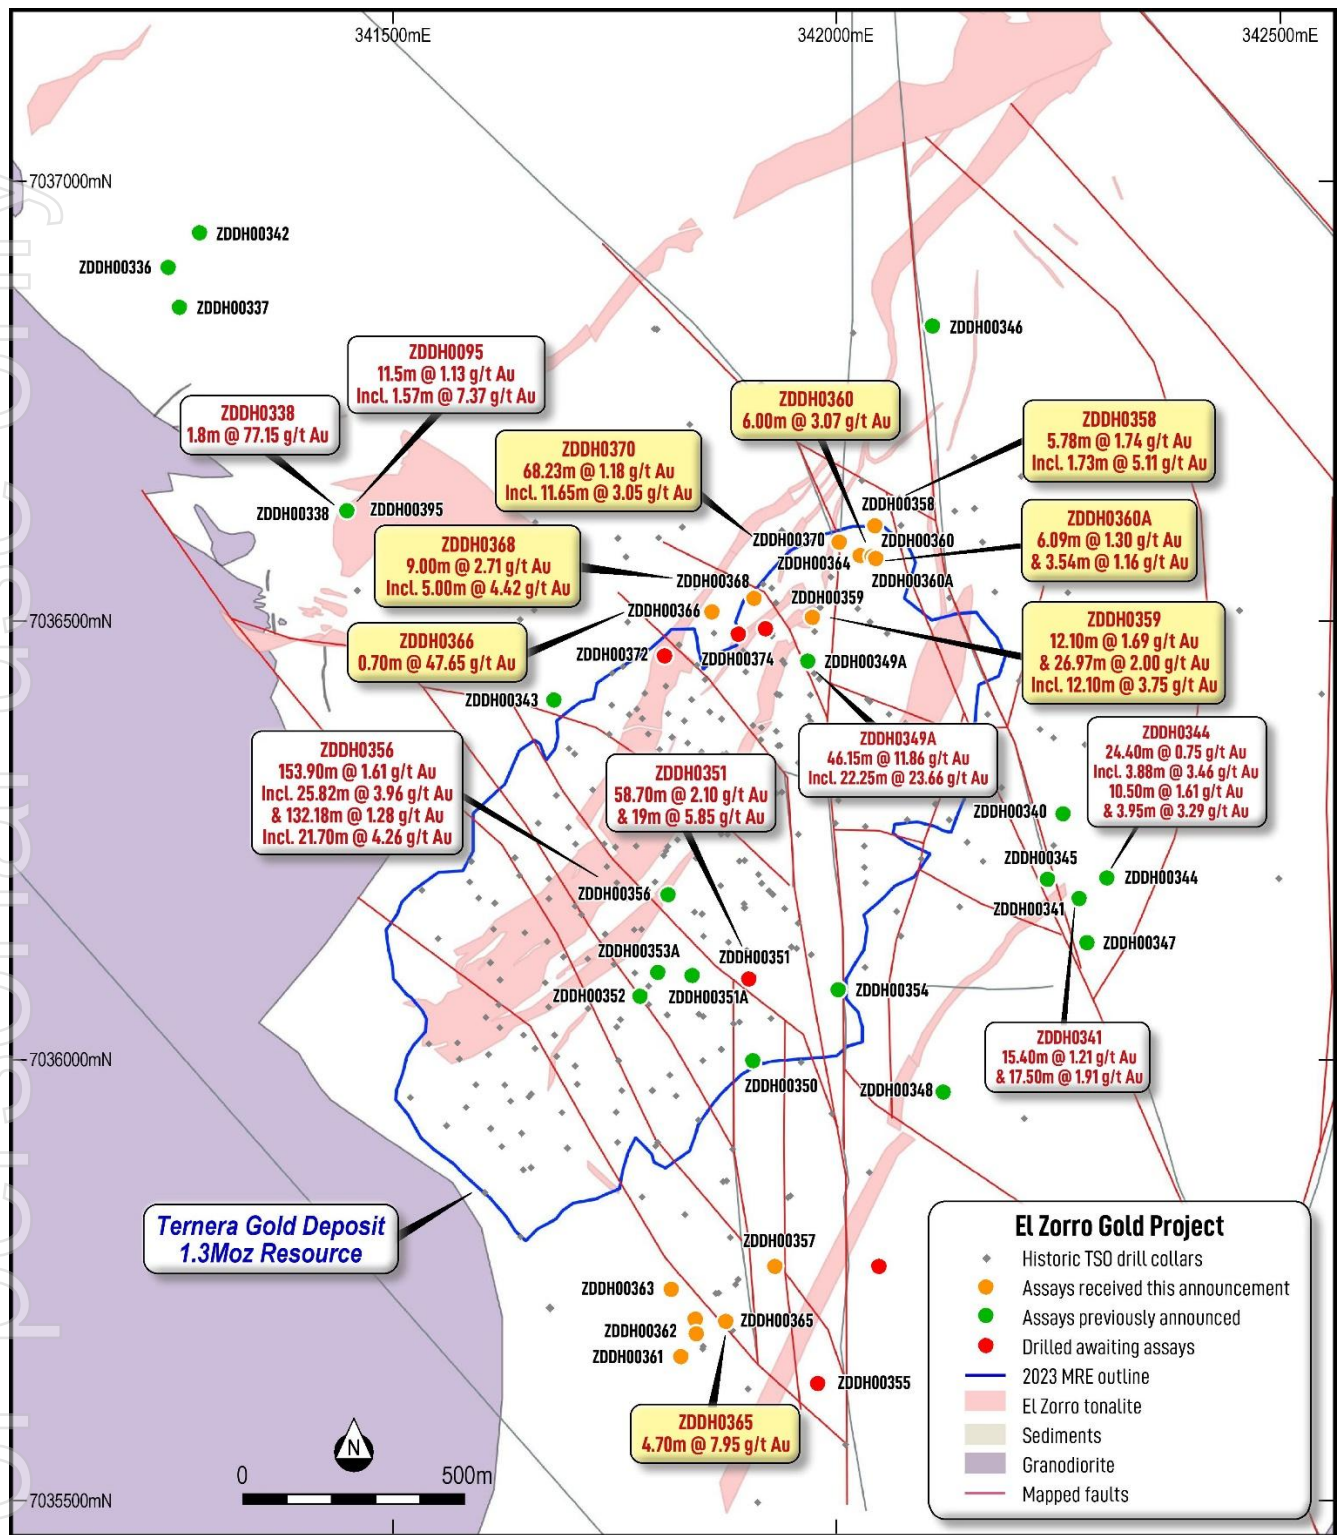 341500mE
342000mE
342500mE
7037000mN
ZDDH00342
ZDDH00336
ZDDH00337
ZDDH00346
ZDDH0095
11.5m @ 1.13 g/t Au
Incl. 1.57m @ 7.37 g/t Au
ZDDH0338
1.8m @ 77.15 g/t Au
ZDDH0360
6.00m @ 3.07 g/t Au
ZDDH0358
5.78m @ 1.74 g/t Au
Incl. 1.73m @ 5.11 g/t Au
ZDDH0370
68.23m @ 1.18 g/t Au
Incl. 11.65m @ 3.05 g/t Au
ZDDH00338
ZDDH00395
ZDDH00358
ZDDH00370
ZDDH00360
ZDDH00364
ZDDH00360A
ZDDH0360A
6.09m @ 1.30 g/t Au
& 3.54m @ 1.16 g/t Au
ZDDH0368
9.00m @ 2.71 g/t Au
Incl. 5.00m @ 4.42 g/t Au
ZDDH00368
ZDDH00359
ZDDH00366
7036500mN
ZDDH0366
0.70m @ 47.65 g/t Au
ZDDH0359
12.10m @ 1.69 g/t Au
& 26.97m @ 2.00 g/t Au
Incl. 12.10m @ 3.75 g/t Au
ZDDH00372
ZDDH00374
ZDDH00349A
ZDDH00343
ZDDH0356
153.90m @ 1.61 g/t Au
Incl. 25.82m @ 3.96 g/t Au
& 132.18m @ 1.28 g/t Au
Incl. 21.70m @ 4.26 g/t Au
ZDDH0351
58.70m @ 2.10 g/t Au
& 19m @ 5.85 g/t Au
ZDDH0349A
46.15m @ 11.86 g/t Au
Incl. 22.25m @ 23.66 g/t Au
ZDDH0344
24.40m @ 0.75 g/t Au
Incl. 3.88m @ 3.46 g/t Au
10.50m @ 1.61 g/t Au
& 3.95m @ 3.29 g/t Au
ZDDH00340
ZDDH00345
ZDDH00344
ZDDH00356
ZDDH00341
ZDDH00347
ZDDH00353A
ZDDH00351
ZDDH00352
ZDDH00351A
ZDDH00354
7036000mN
ZDDH0341
15.40m @ 1.21 g/t Au
& 17.50m @ 1.91 g/t Au
ZDDH00350
ZDDH00348
Ternera Gold Deposit
1.3Moz Resource
ZDDH00357
ZDDH00363
ZDDH00365
ZDDH00362
ZDDH00361
ZDDH00355
ZDDH0365
4.70m @ 7.95 g/t Au
N
0
500m
7035500mN
El Zorro Gold Project
Historic TSO drill collars
Assays received this announcement
Assays previously announced
Drilled awaiting assays
2023 MRE outline
El Zorro tonalite
Sediments
Granodiorite
Mapped faults